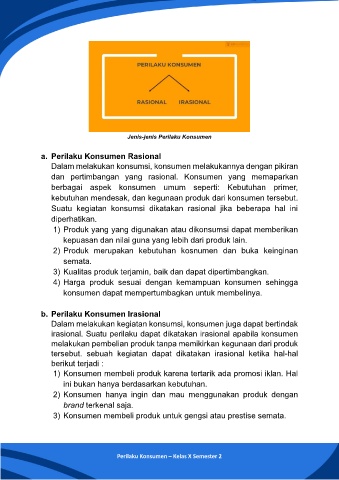 PERILAKU KONSUMEN
RASIONAL IRASIONAL
Jenis-jenis Perilaku Konsumen
a. Perilaku Konsumen Rasional
Dalam melakukan konsumsi, konsumen melakukannya dengan pikiran
dan pertimbangan yang rasional. Konsumen yang memaparkan
berbagai aspek konsumen umum seperti: Kebutuhan primer,
kebutuhan mendesak, dan kegunaan produk dari konsumen tersebut.
Suatu kegiatan konsumsi dikatakan rasional jika beberapa hal ini
diperhatikan.
1) Produk yang yang digunakan atau dikonsumsi dapat memberikan
kepuasan dan nilai guna yang lebih dari produk lain.
2) Produk merupakan kebutuhan kosnumen dan buka keinginan
semata.
3) Kualitas produk terjamin, baik dan dapat dipertimbangkan.
4) Harga produk sesuai dengan kemampuan konsumen sehingga
konsumen dapat mempertumbagkan untuk membelinya.
b. Perilaku Konsumen Irasional
Dalam melakukan kegiatan konsumsi, konsumen juga dapat bertindak
irasional. Suatu perilaku dapat dikatakan irasional apabila konsumen
melakukan pembelian produk tanpa memikirkan kegunaan dari produk
tersebut. sebuah kegiatan dapat dikatakan irasional ketika hal-hal
berikut terjadi :
1) Konsumen membeli produk karena tertarik ada promosi iklan. Hal
ini bukan hanya berdasarkan kebutuhan.
2) Konsumen hanya ingin dan mau menggunakan produk dengan
brand terkenal saja.
3) Konsumen membeli produk untuk gengsi atau prestise semata.
Perilaku Konsumen – Kelas X Semester 2